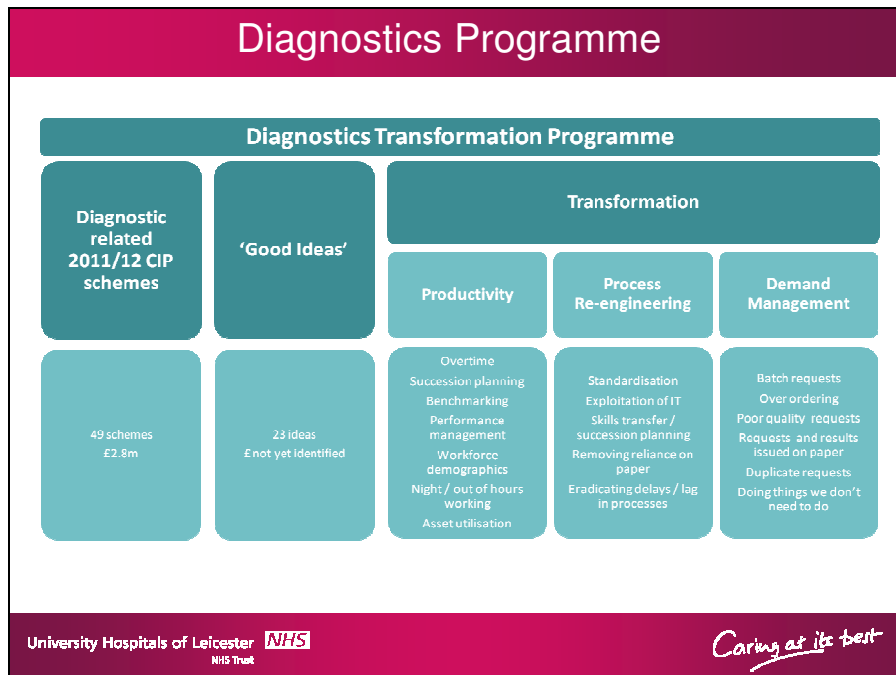 Diagnostics Programme
Diagnostics Transformation Programme
Diagnostic
related
2011/12 CIP
schemes
'Good Ideas'
Transformation
Productivity
Process
Re-engineering
Demand
Management
49 schemes
£2.8m
23 ideas
£ not yet identified
Overtime
Succession planning
Benchmarking
Performance
management
Workforce
demographics
Night / out of hours
working
Asset utilisation
Standardisation
Exploitation of IT
Skills transfer /
succession planning
Removing reliance on
paper
Eradicating delays / lag
in processes
Batch requests
Over ordering
Poor quality requests
Requests and results
issued on paper
Duplicate requests
Doing things we don't
need to do
University Hospitals of Leicester NHS
NHS Trust
Caring at its best